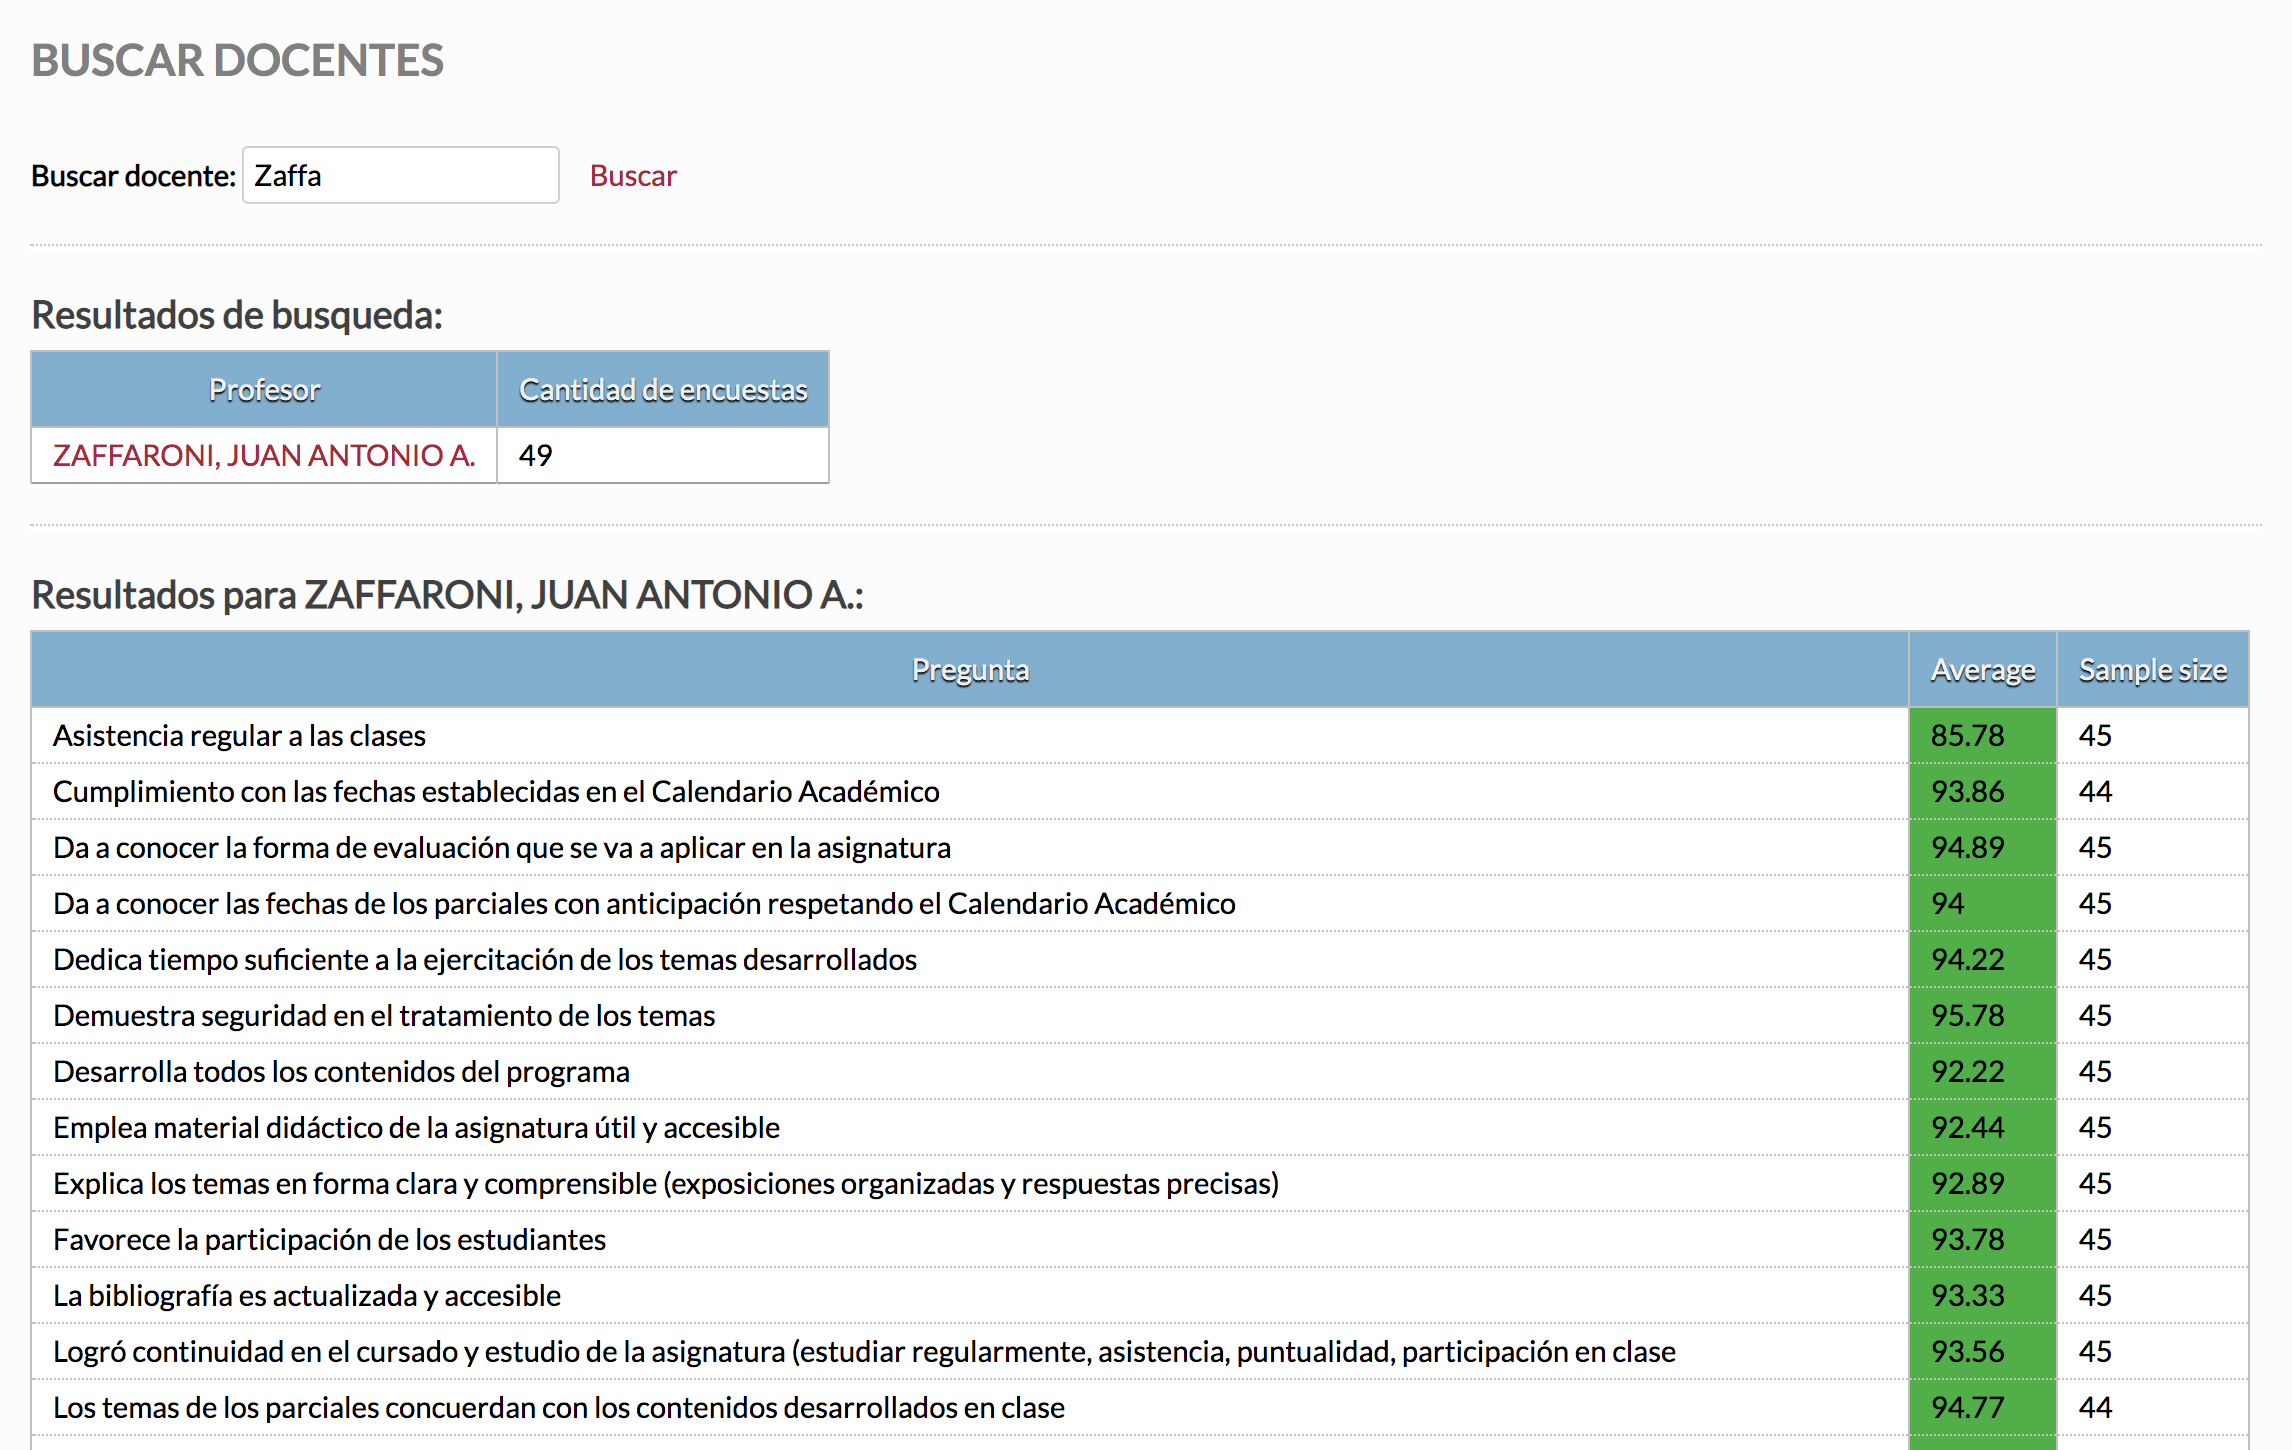 BUSCAR DOCENTES
Buscar docente: Zaffa Buscar
Resultados de busqueda:
Profesor Cantidad de encuestas
ZAFFARONI, JUAN ANTONIO A. 49
Resultados para ZAFFARONI, JUAN ANTONIO A.:
Pregunta Average Sample size
Asistencia regular a las clases 85.78 45
Cumplimiento con las fechas establecidas en el Calendario Académico 93.86 44
Da a conocer la forma de evaluación que se va a aplicar en la asignatura 94.89 45
Da a conocer las fechas de los parciales con anticipación respetando el Calendario Académico 94 45
Dedica tiempo suficiente a la ejercitación de los temas desarrollados 94.22 45
Demuestra seguridad en el tratamiento de los temas 95.78 45
Desarrolla todos los contenidos del programa 92.22 45
Emplea material didáctico de la asignatura útil y accesible 92.44 45
Explica los temas en forma clara y comprensible (exposiciones organizadas y respuestas precisas) 92.89 45
Favorece la participación de los estudiantes 93.78 45
La bibliografía es actualizada y accesible 93.33 45
Logró continuidad en el cursado y estudio de la asignatura (estudiar regularmente, asistencia, puntualidad, participación en clase 93.56 45
Los temas de los parciales concuerdan con los contenidos desarrollados en clase 94.77 44